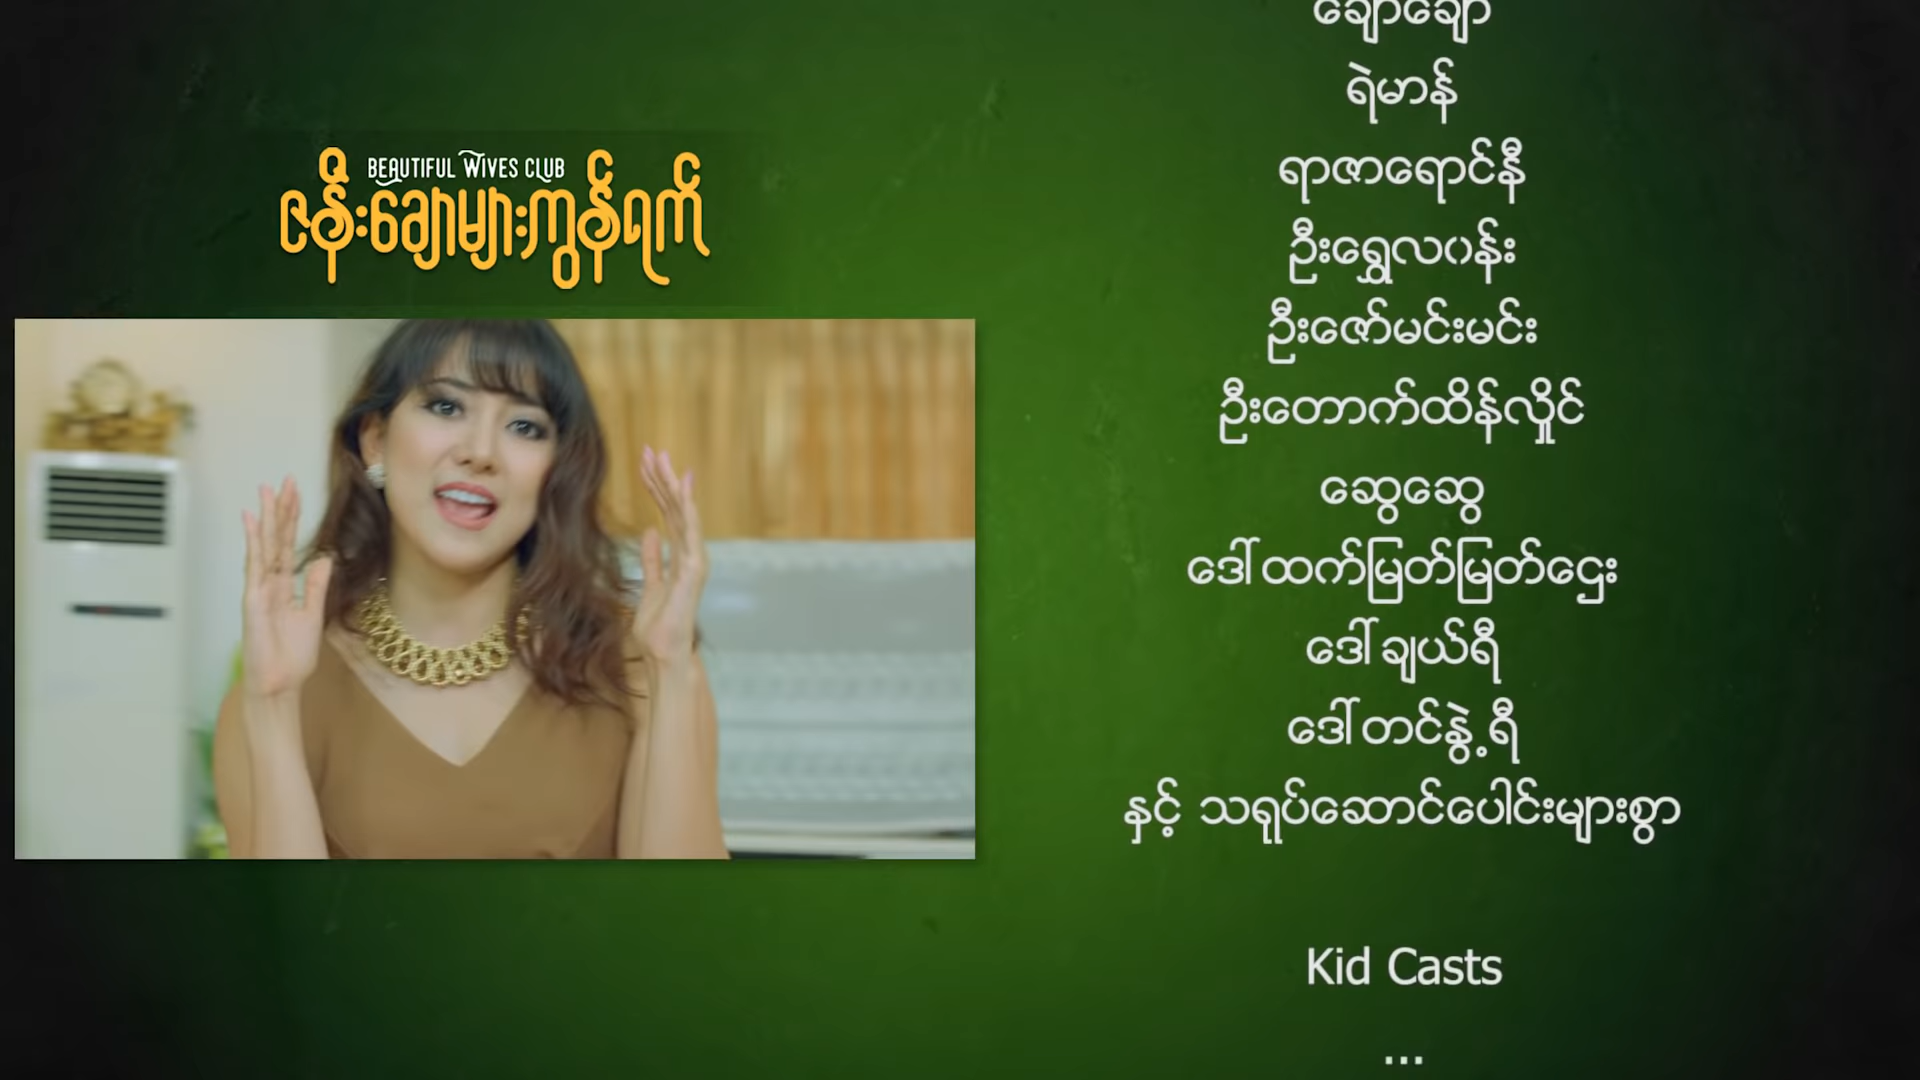 BEAUTIFUL WIVES CLUB
ဇနီးချောများကွန်ရက်
ချောချော
ရဲမာန်
ရာဇာရောင်နီ
ဦးရွှေလပန်း
ဦးဇော်မင်းမင်း
ဦးတောက်ထိန်လှိုင်
ဆွေဆွေ
ဒေါ်ထက်မြတ်မြတ်ဌေး
ဒေါ်ချယ်ရီ
ဒေါ်တင်နွဲ့ရီ
နှင့် သရုပ်ဆောင်ပေါင်းများစွာ
Kid Casts
...